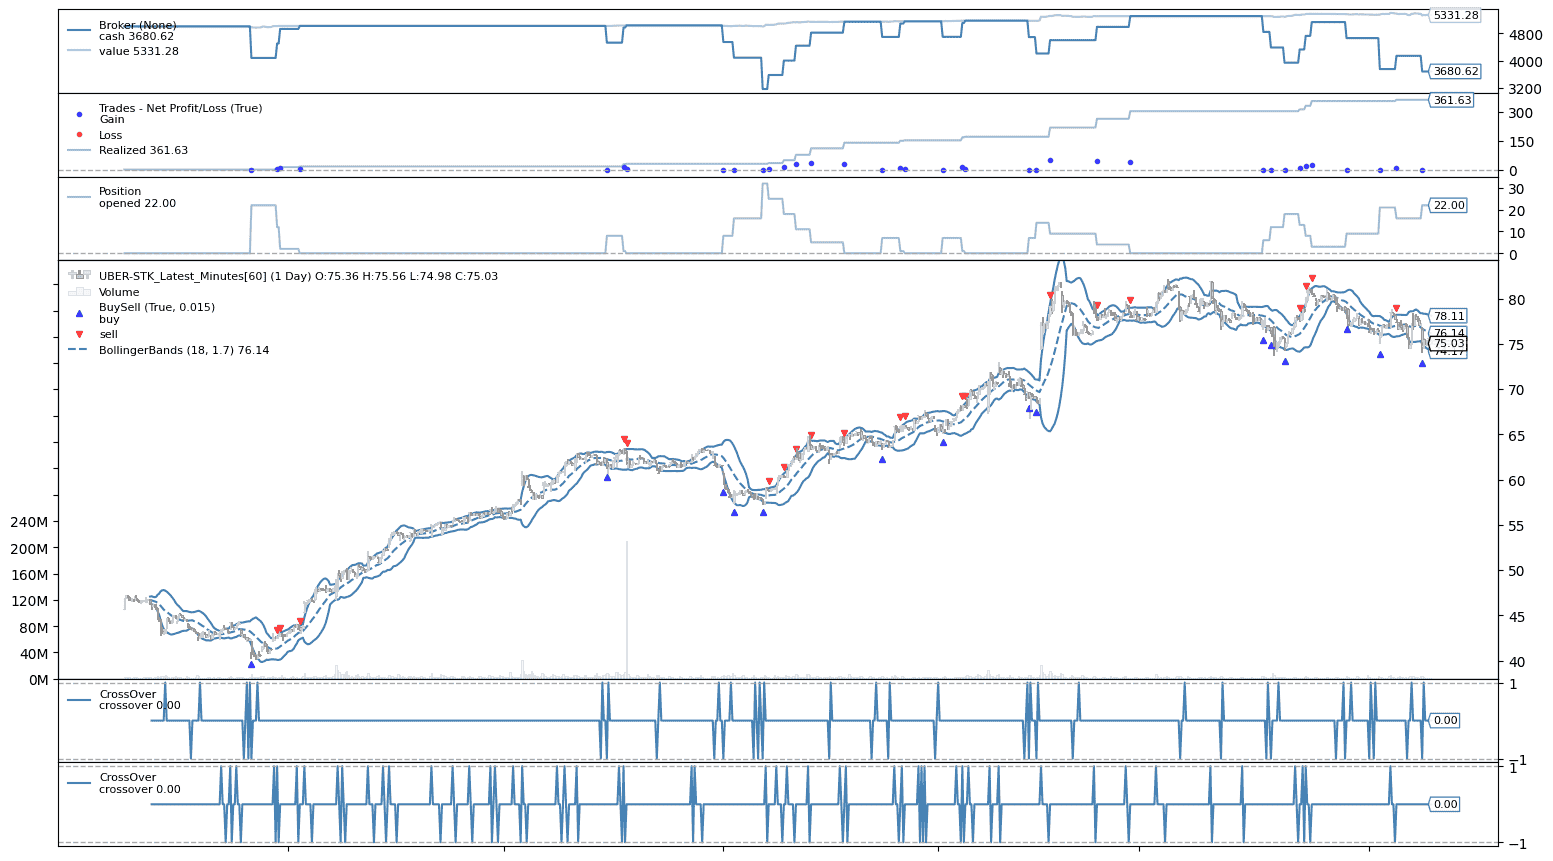 Broker (None)
cash 3680.62
value 5331.28
5331.28
4800
4000
3680.62
3200
Trades - Net Profit/Loss (True)
Gain
Loss
Realized 361.63
361.63
300
150
0
Position
opened 22.00
30
22.00
20
10
0
UBER-STK_Latest_Minutes[60] (1 Day) O:75.36 H:75.56 L:74.98 C:75.03
Volume
BuySell (True, 0.015)
buy
sell
BollingerBands (18, 1.7) 76.14
80
78.11
76.14
75.03
74.17
75
70
65
60
55
50
45
40
240M
200M
160M
120M
80M
40M
0M
CrossOver
crossover 0.00
1
0.00
−1
CrossOver
crossover 0.00
1
0.00
−1